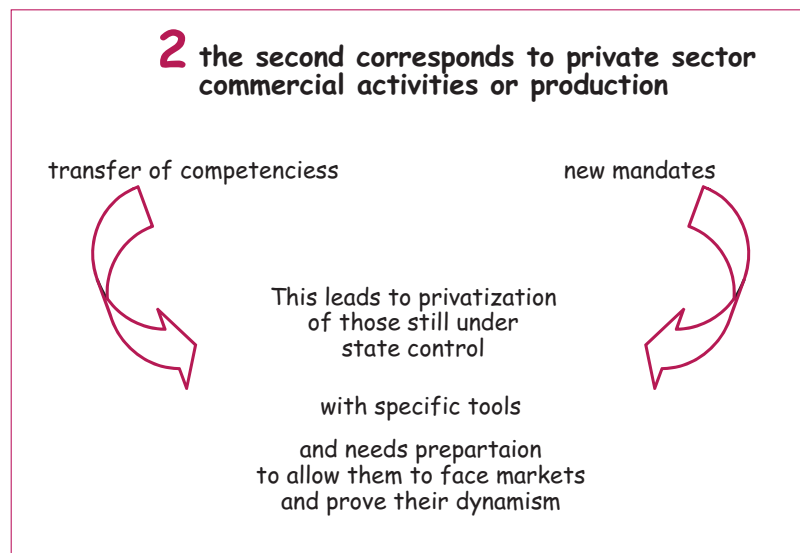 2 the second corresponds to private sector
commercial activities or production
transfer of competenciess
new mandates
This leads to privatization
of those still under
state control
with specific tools
and needs prepartaion
to allow them to face markets
and prove their dynamism